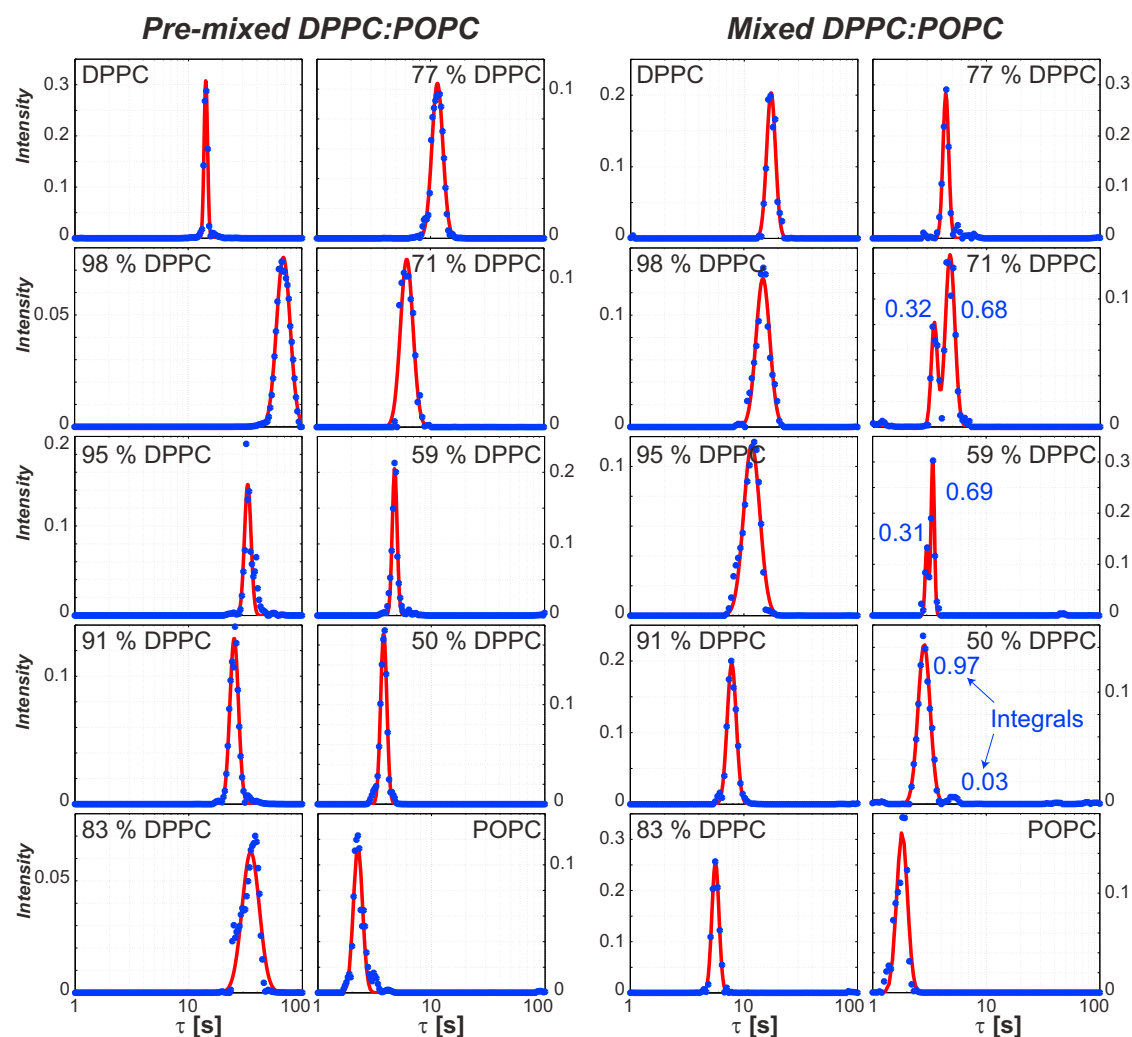 Pre-mixed DPPC:POPC
Mixed DPPC:POPC
DPPC
77 % DPPC
DPPC
77 % DPPC
Intensity
0.3
0.2
0.1
0
0.1
0
0.2
0.1
0
0.3
0.2
0.1
0
98 % DPPC
71 % DPPC
98 % DPPC
71 % DPPC
Intensity
0.05
0
0.1
0
0.1
0
0.32
0.68
0.1
0
95 % DPPC
59 % DPPC
95 % DPPC
59 % DPPC
Intensity
0.2
0.1
0
0.2
0.1
0
0.1
0
0.31
0.69
0.3
0.2
0.1
0
91 % DPPC
50 % DPPC
91 % DPPC
50 % DPPC
Intensity
0.1
0
0.1
0
0.2
0.1
0
0.97
Integrals
0.03
0.1
0
83 % DPPC
POPC
83 % DPPC
POPC
Intensity
0.05
0
0.1
0
0.3
0.2
0.1
0
0.1
0
1 10 100
1 10 100
1 10 100
1 10 100
τ [s]
τ [s]
τ [s]
τ [s]